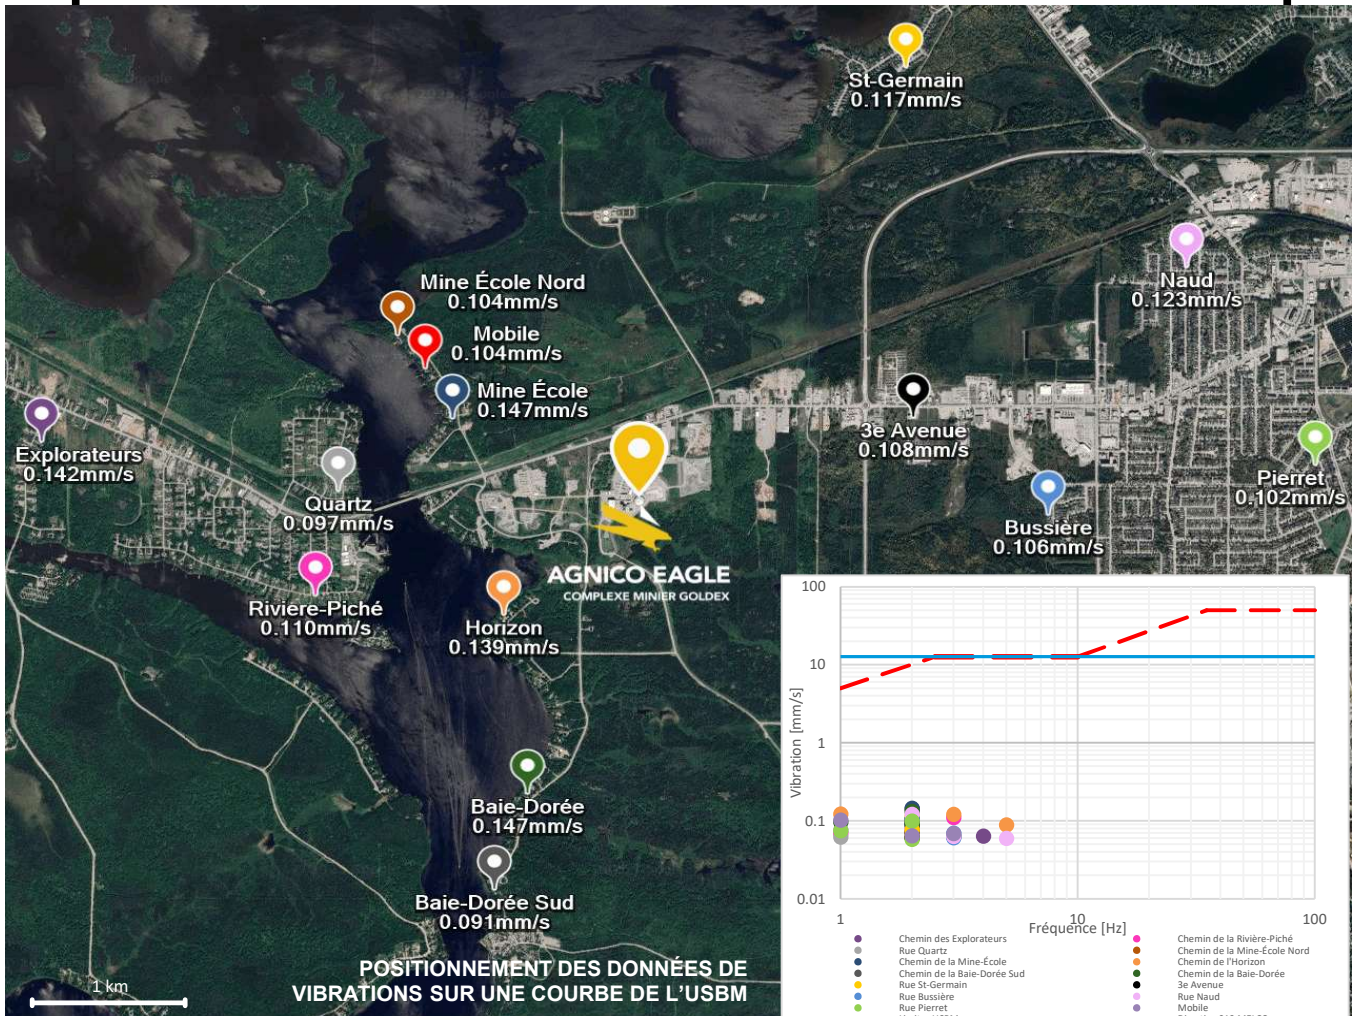 St-Germain
0.117mm/s
Naud
0.123mm/s
Mine École Nord
0.104mm/s
Mobile
0.104mm/s
Mine École
0.147mm/s
Explorateurs
0.142mm/s
Quartz
0.097mm/s
3e Avenue
0.108mm/s
Pierret
0.102mm/s
Bussière
0.106mm/s
AGNICO EAGLE
COMPLEXE MINIER GOLDEX
Riviere-Piché
0.110mm/s
Horizon
0.139mm/s
Baie-Dorée
0.147mm/s
Baie-Dorée Sud
0.091mm/s
1 km
POSITIONNEMENT DES DONNÉES DE
VIBRATIONS SUR UNE COURBE DE L'USBM
Vibration [mm/s]
100
10
1
0.1
0.01
1
10
100
Fréquence [Hz]
Chemin des Explorateurs
Chemin de la Rivière-Piché
Rue Quartz
Chemin de la Mine-École Nord
Chemin de la Mine-École
Chemin de l'Horizon
Chemin de la Baie-Dorée Sud
Chemin de la Baie-Dorée
Rue St-Germain
3e Avenue
Rue Bussière
Rue Naud
Rue Pierret
Mobile